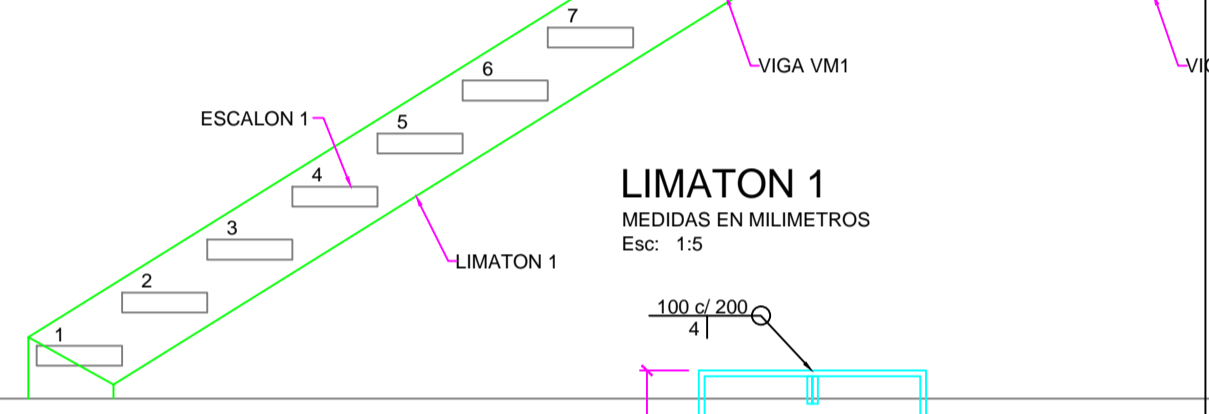 7
6
VIGA VM1
ESCALON 1
5
4
LIMATON 1
MEDIDAS EN MILIMETROS
Esc: 1:5
3
LIMATON 1
2
100 c/ 200
4
1